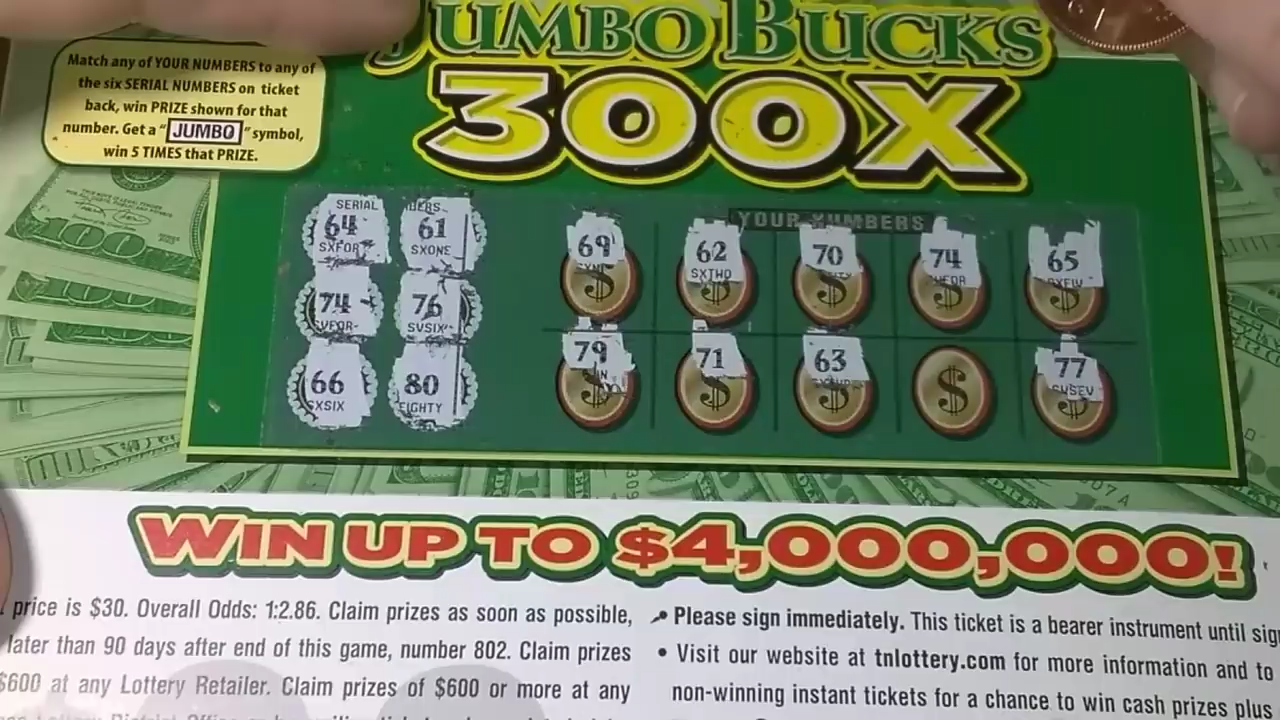 JUMBO BUCKS
300X
Match any of YOUR NUMBERS to any of
the six SERIAL NUMBERS on ticket
back, win PRIZE shown for that
number. Get a "JUMBO" symbol,
win 5 TIMES that PRIZE.
SERIAL
YOUR NUMBERS
64 61
SXONE
69 62 70 74 65
SXTWO
74 76
SVSIX
79 71 63 77
SVSEV
66 80
SXSIX EIGHTY
WIN UP TO $4,000,000!
price is $30. Overall Odds: 1:2.86. Claim prizes as soon as possible,
later than 90 days after end of this game, number 802. Claim prizes
$600 at any Lottery Retailer. Claim prizes of $600 or more at any
Please sign immediately. This ticket is a bearer instrument until
• Visit our website at tnlottery.com for more information and to
non-winning instant tickets for a chance to win cash prizes plus